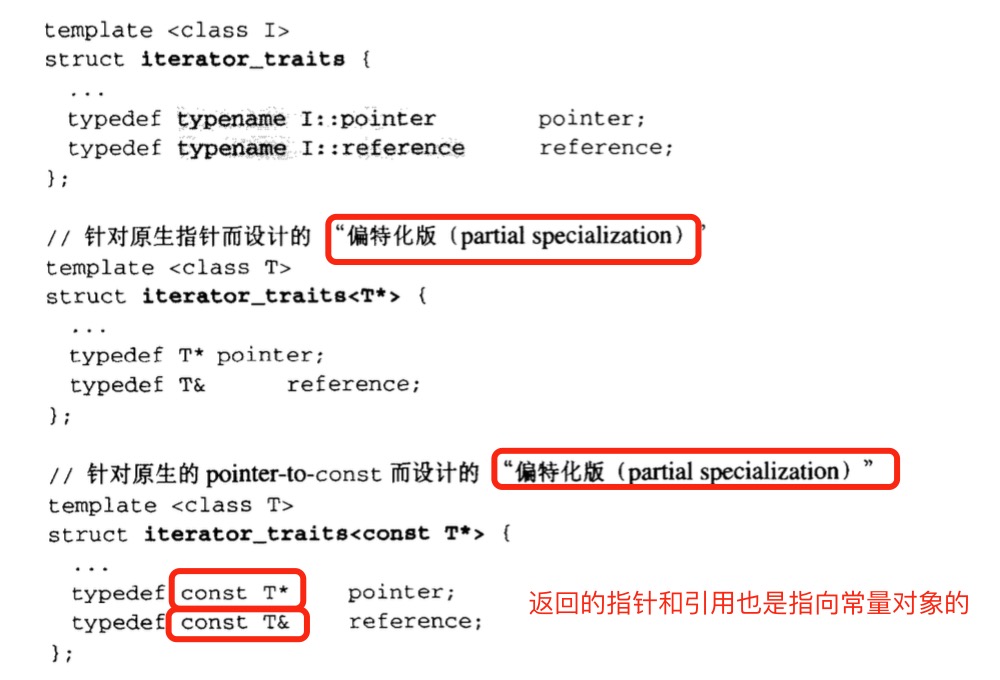 template <class I>
struct iterator_traits {
...
typedef typename I::pointer pointer;
typedef typename I::reference reference;
};
// 针对原生指针而设计的 “偏特化版（partial specialization）”
template <class T>
struct iterator_traits<T*> {
...
typedef T* pointer;
typedef T& reference;
};
// 针对原生的 pointer-to-const 而设计的 “偏特化版（partial specialization）”
template <class T>
struct iterator_traits<const T*> {
...
typedef const T* pointer;
typedef const T& reference;
返回的指针和引用也是指向常量对象的
};